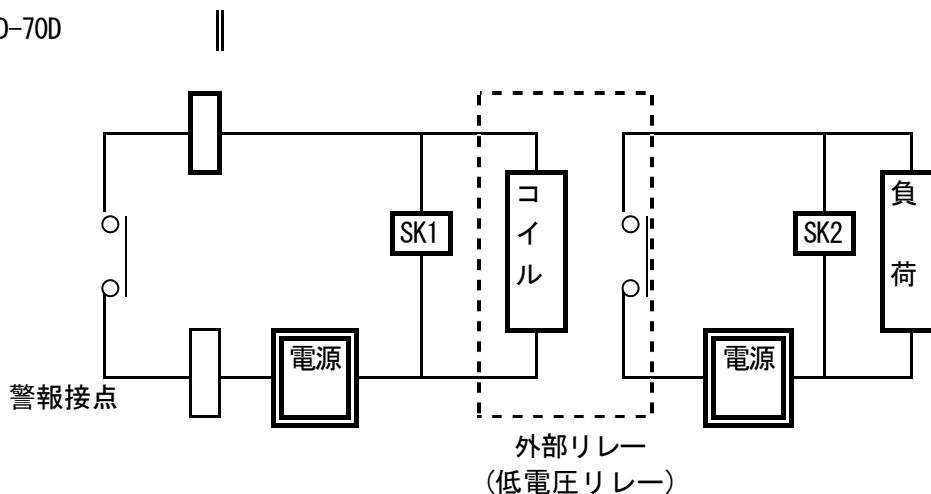 D-70D
SK1
コイル
SK2
負荷
電源
電源
警報接点
外部リレー
(低電圧リレー)